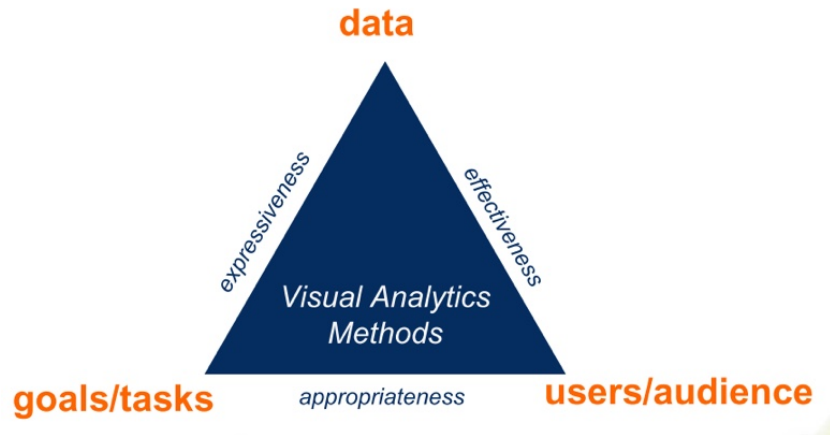 data
expressiveness
effectiveness
Visual Analytics
Methods
goals/tasks
appropriateness
users/audience